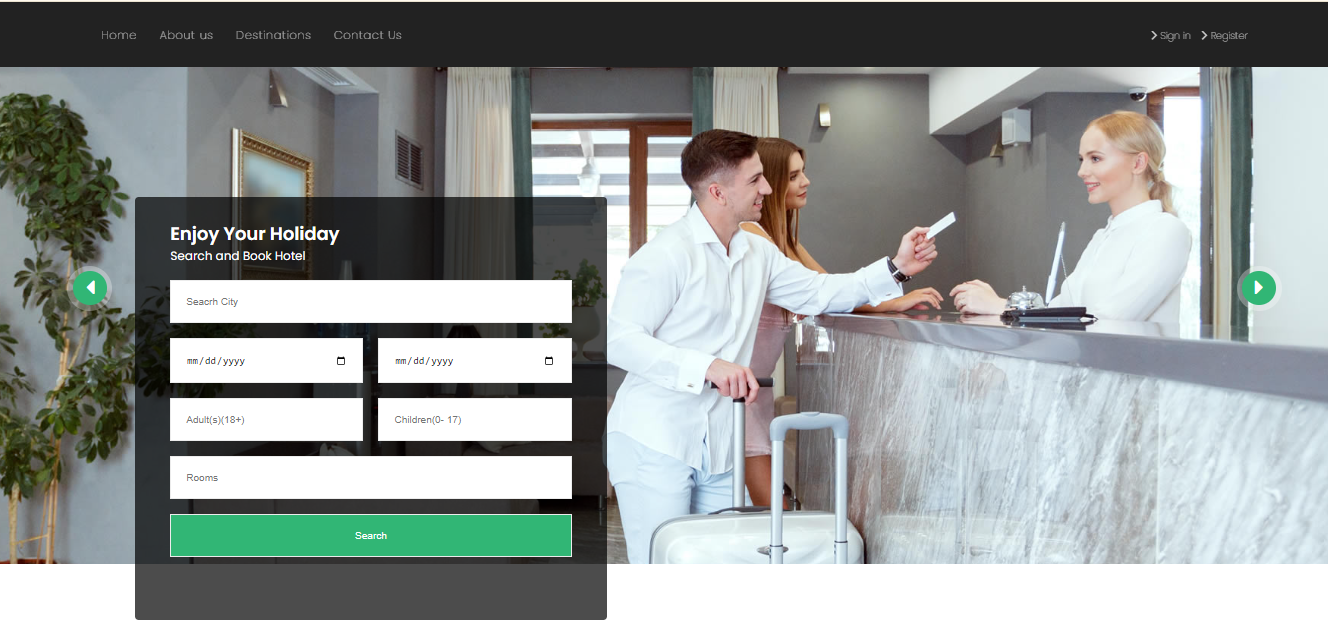 Home About us Destinations Contact Us Sign in Register
Enjoy Your Holiday
Search and Book Hotel
Seacrh City
mm/dd/yyyy mm/dd/yyyy
Adult(s)(18+) Children(0- 17)
Rooms
Search